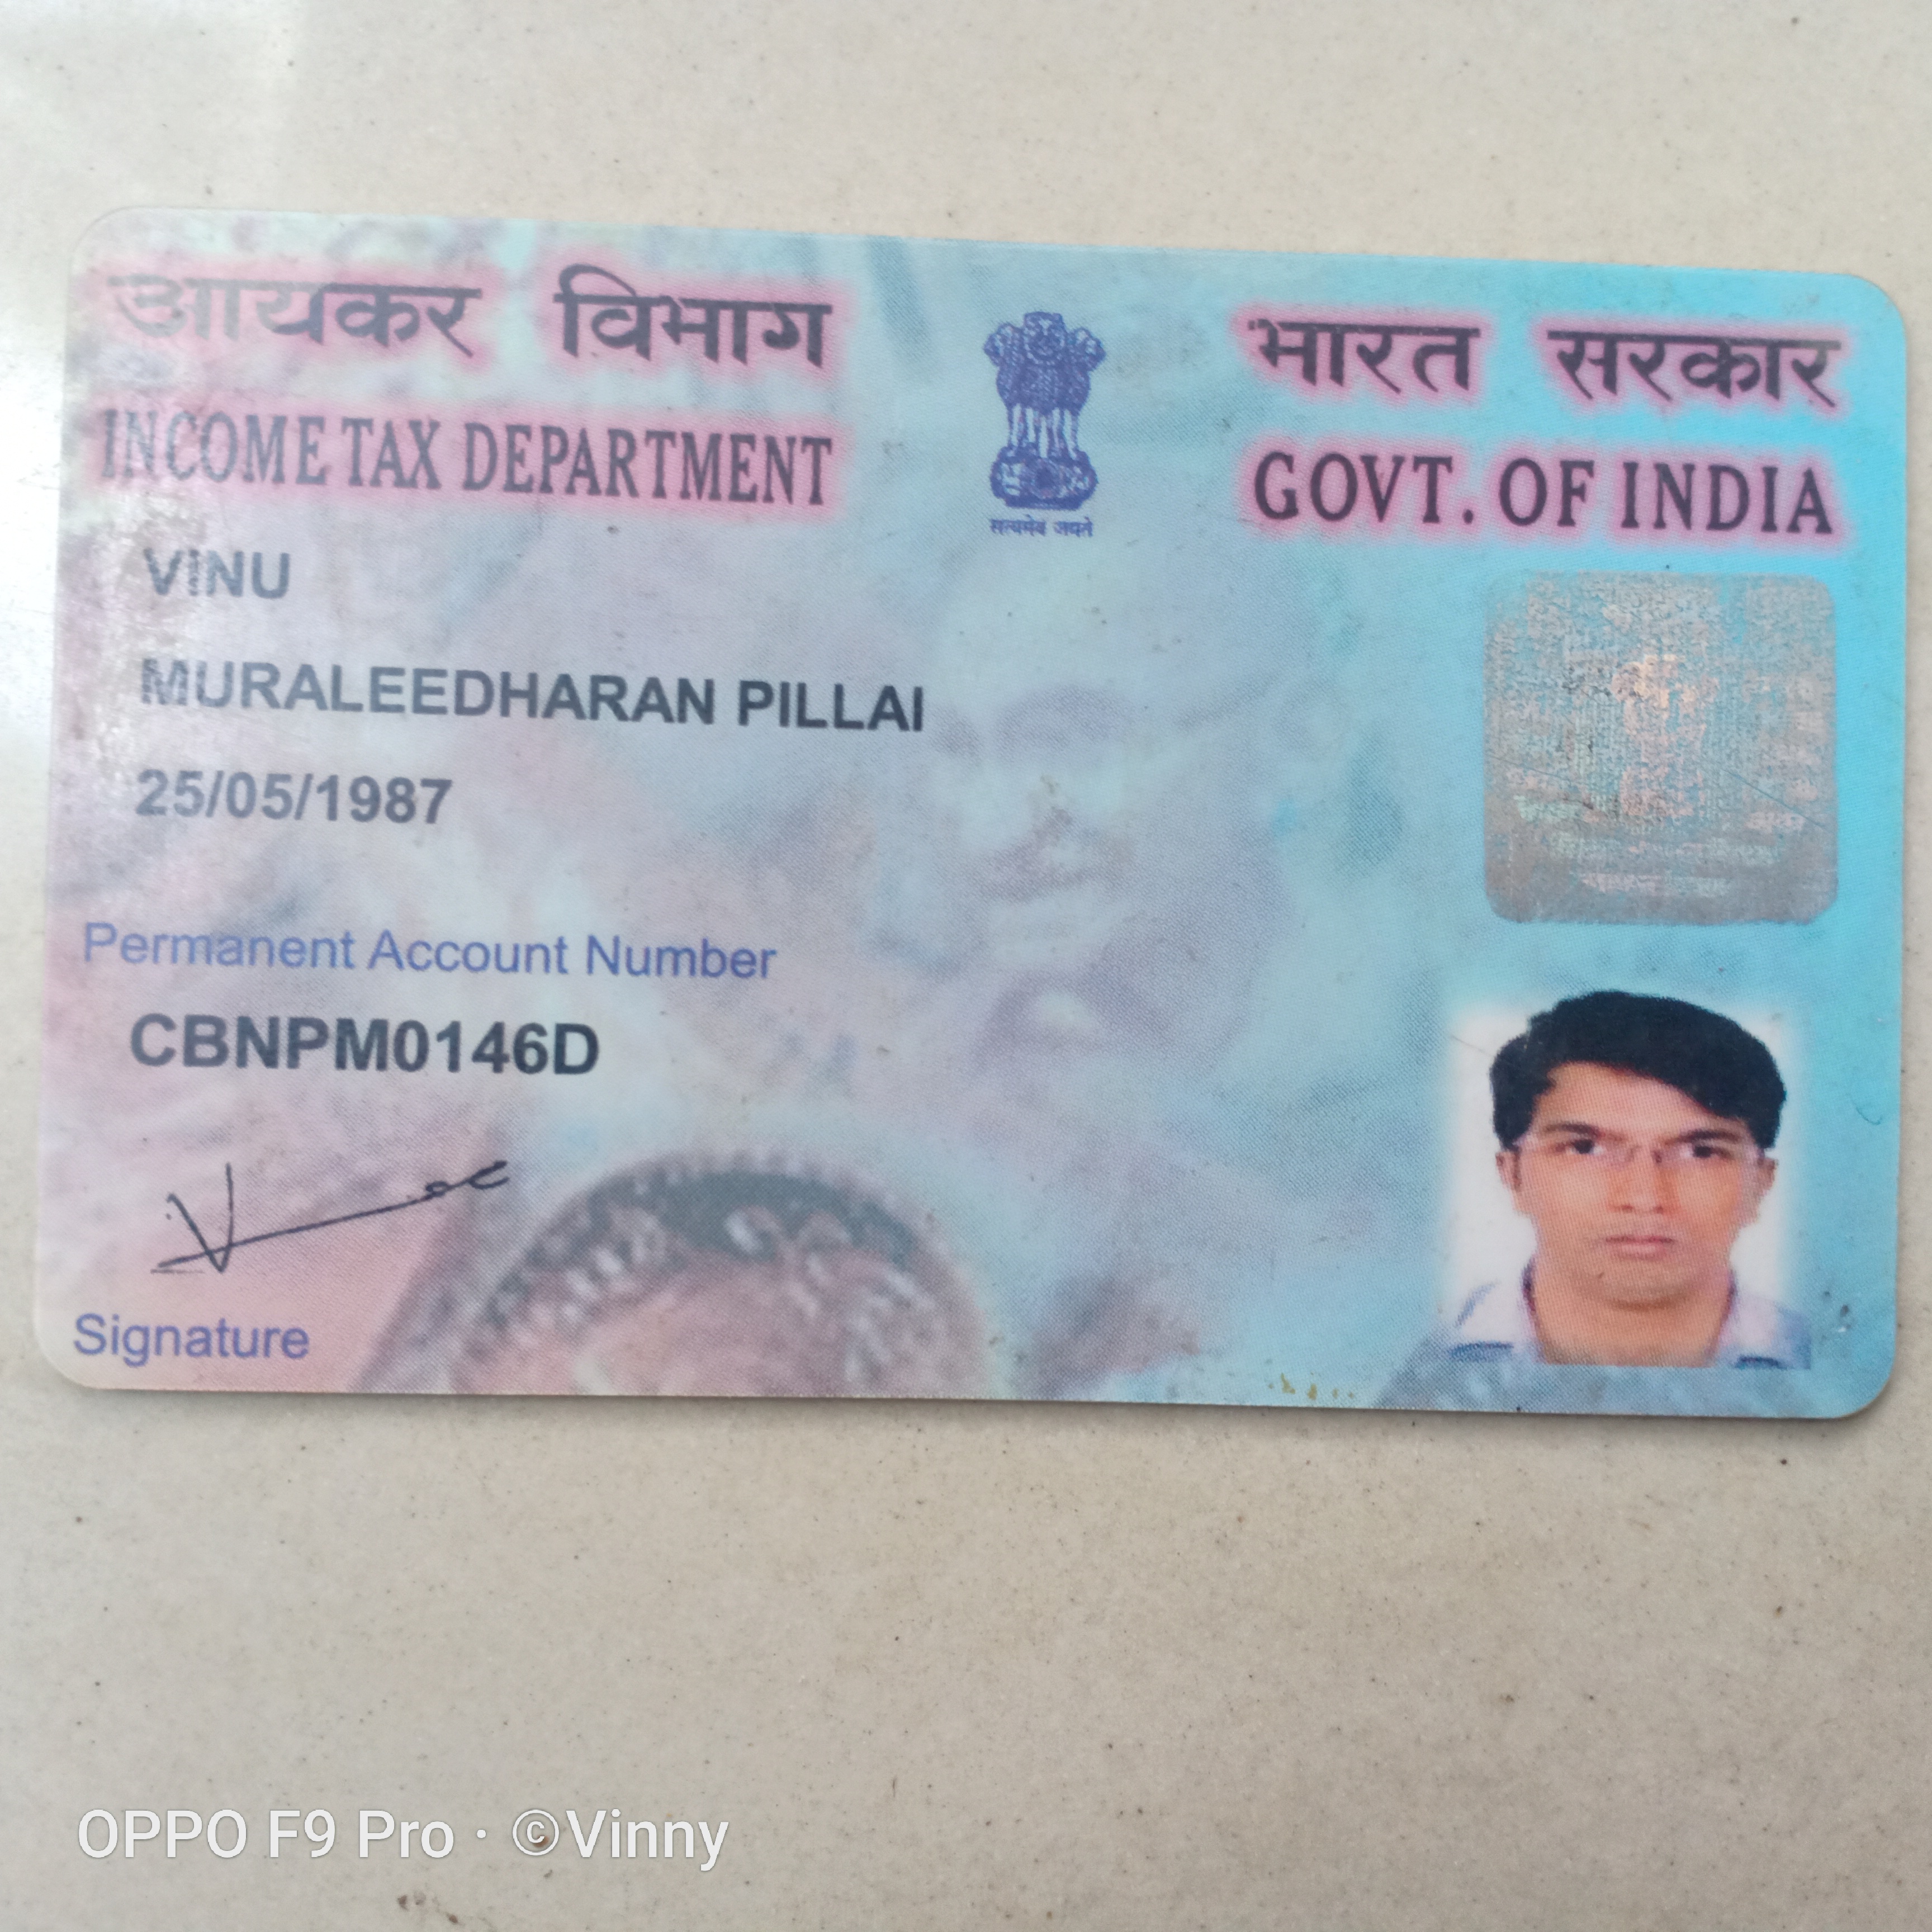 आयकर विभाग
INCOME TAX DEPARTMENT
सत्यमेव जयते
भारत सरकार
GOVT. OF INDIA
VINU
MURALEEDHARAN PILLAI
25/05/1987
Permanent Account Number
CBNPM0146D
Signature
OPPO F9 Pro · ©Vinny